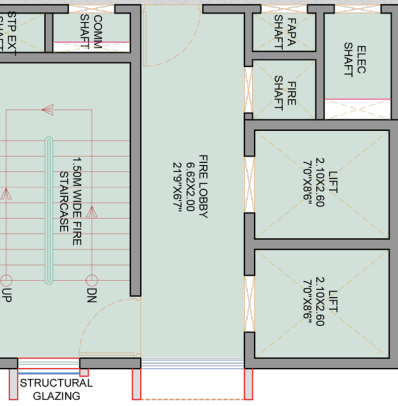 STP EXT
SHAFT
COMM
SHAFT
FAPA
SHAFT
ELEC
SHAFT
FIRE
SHAFT
1.50M WIDE FIRE
STAIRCASE
FIRE LOBBY
6.62X2.00
21'9"X6'7"
LIFT
2.10X2.60
7'0"X8'6"
LIFT
2.10X2.60
7'0"X8'6"
UP
DN
STRUCTURAL
GLAZING